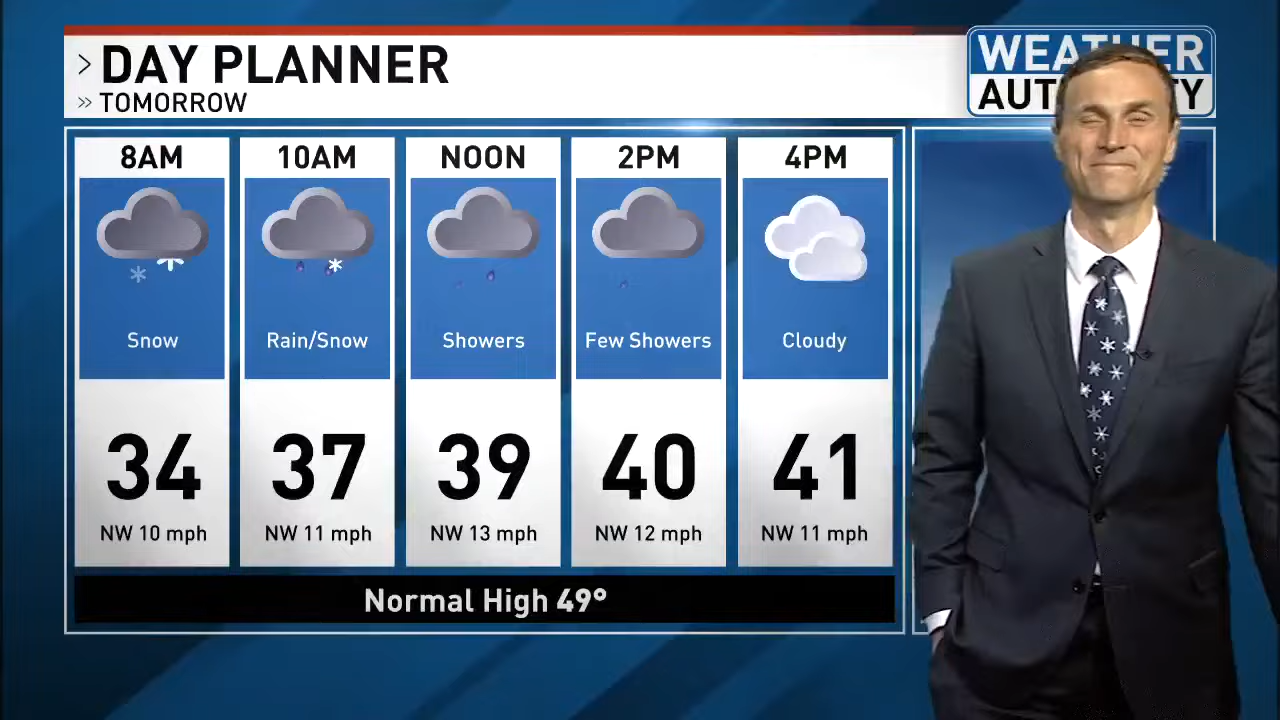 > DAY PLANNER
» TOMORROW
WEATHER
8AM
Snow
34
NW 10 mph
10AM
Rain/Snow
37
NW 11 mph
NOON
Showers
39
NW 13 mph
2PM
Few Showers
40
NW 12 mph
4PM
Cloudy
41
NW 11 mph
Normal High 49°